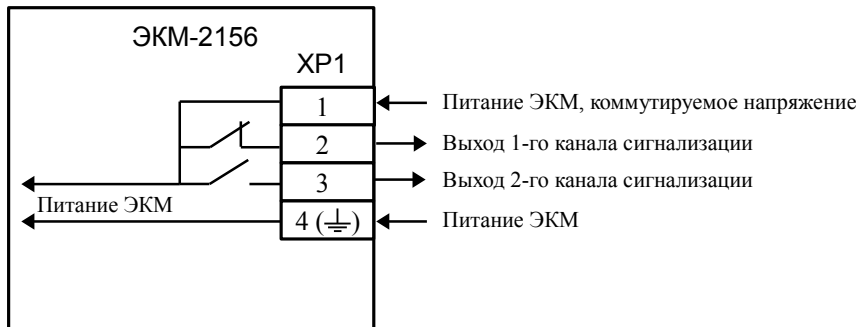 ЭКМ-2156
ХР1
1 Питание ЭКМ, коммутируемое напряжение
2 Выход 1-го канала сигнализации
3 Выход 2-го канала сигнализации
Питание ЭКМ
4 (⏚) Питание ЭКМ